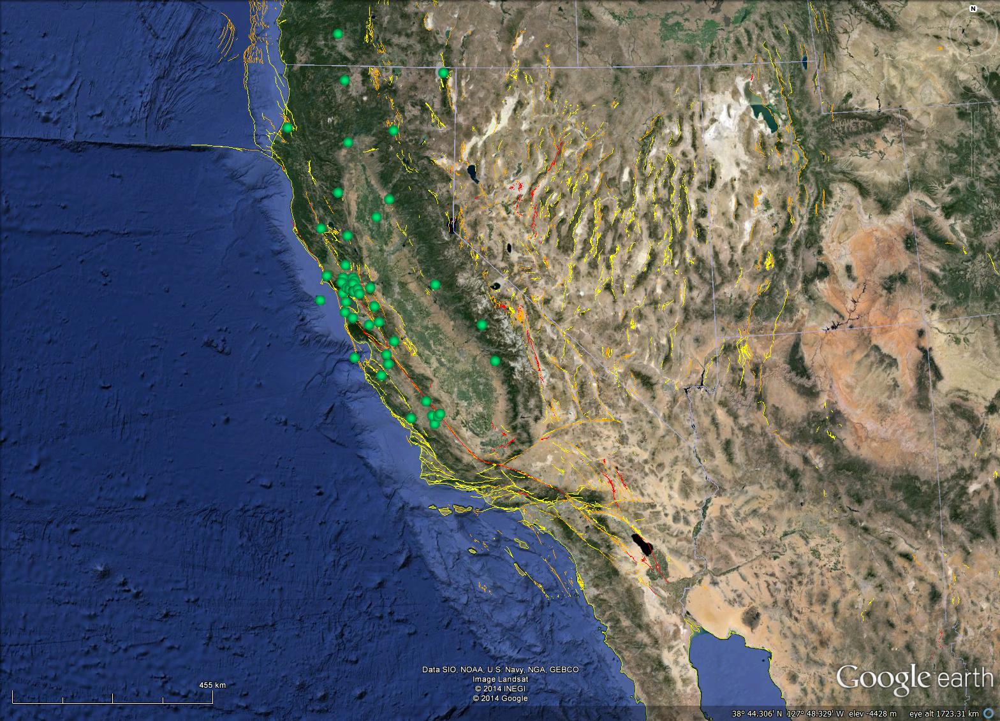 N
Data SIO, NOAA, U.S. Navy, NGA, GEBCO
Image Landsat
© 2014 INEGI
© 2014 Google
455 km
Google earth
38° 44.306' N 127° 48.329' W elev -4428 m eye alt 1723.31 km